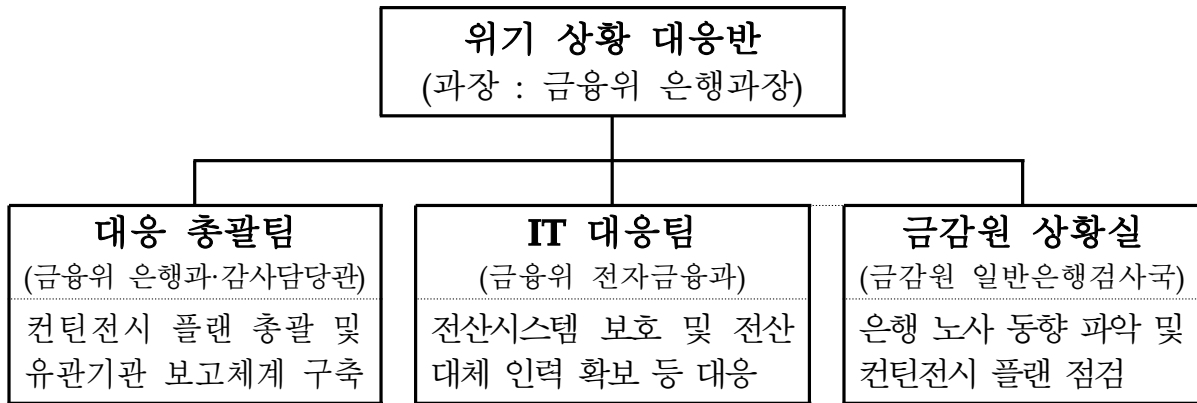 위기 상황 대응반
(과장 : 금융위 은행과장)
대응 총괄팀
(금융위 은행과·감사담당관)
컨틴전시 플랜 총괄 및
유관기관 보고체계 구축
IT 대응팀
(금융위 전자금융과)
전산시스템 보호 및 전산
대체 인력 확보 등 대응
금감원 상황실
(금감원 일반은행검사국)
은행 노사 동향 파악 및
컨틴전시 플랜 점검